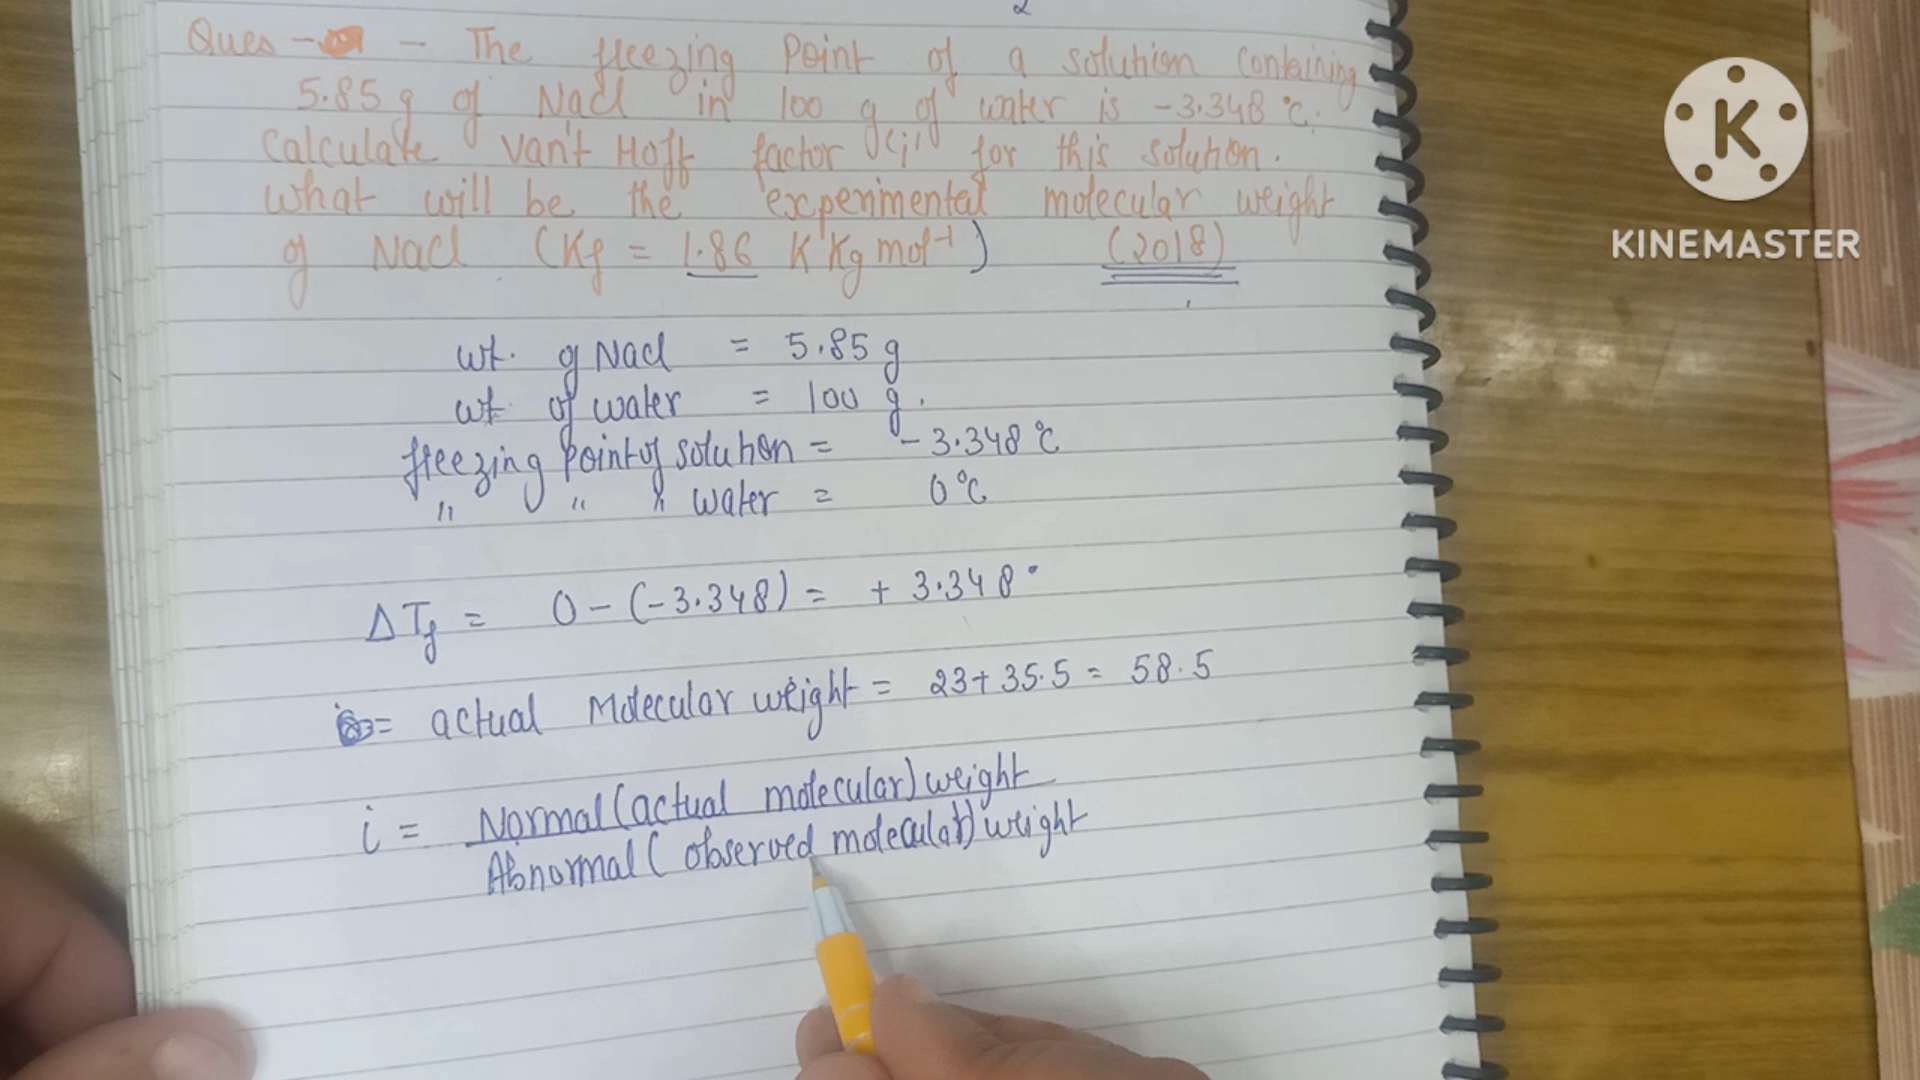 2
Ques - - The freezing Point of a solution containing
5.85 g of Nacl in 100 g of water is -3.348 °C.
Calculate van't Hoff factor 'i' for this solution.
what will be the experimental molecular weight
of Nacl (Kf = 1.86 K Kg mol⁻¹) (2018)
wt. of Nacl = 5.85 g
wt. of water = 100 g.
freezing point of solution = -3.348 °C
" " " water = 0 °C
ΔTf = 0 - (-3.348) = + 3.348°
= actual Molecular weight = 23+35.5 = 58.5
i = Normal (actual molecular) weight
Abnormal (observed molecular) weight
K
KINEMASTER